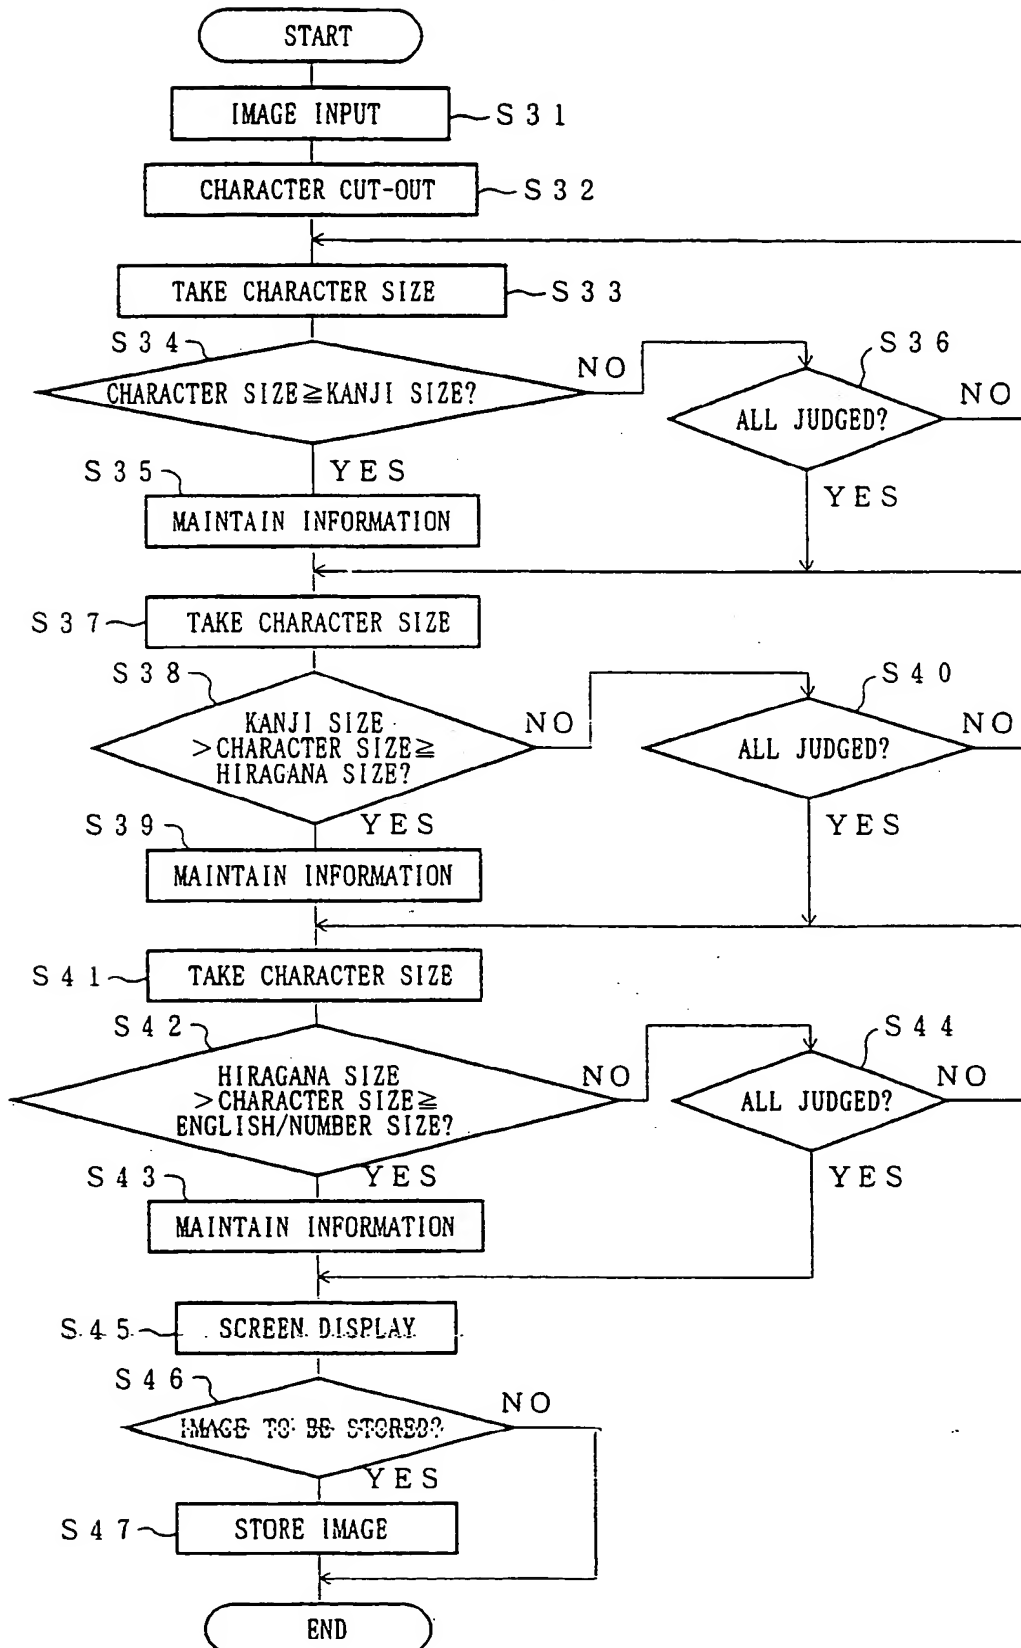 START
IMAGE INPUT
S31
CHARACTER CUT-OUT
S32
TAKE CHARACTER SIZE
S33
S34
CHARACTER SIZE≧KANJI SIZE?
NO
S36
ALL JUDGED?
NO
YES
YES
S35
MAINTAIN INFORMATION
S37
TAKE CHARACTER SIZE
S38
KANJI SIZE
>CHARACTER SIZE≧
HIRAGANA SIZE?
NO
S40
ALL JUDGED?
NO
YES
YES
S39
MAINTAIN INFORMATION
S41
TAKE CHARACTER SIZE
S42
HIRAGANA SIZE
>CHARACTER SIZE≧
ENGLISH/NUMBER SIZE?
NO
S44
ALL JUDGED?
NO
YES
YES
S43
MAINTAIN INFORMATION
S45
SCREEN DISPLAY
S46
IMAGE TO BE STORED?
NO
YES
S47
STORE IMAGE
END